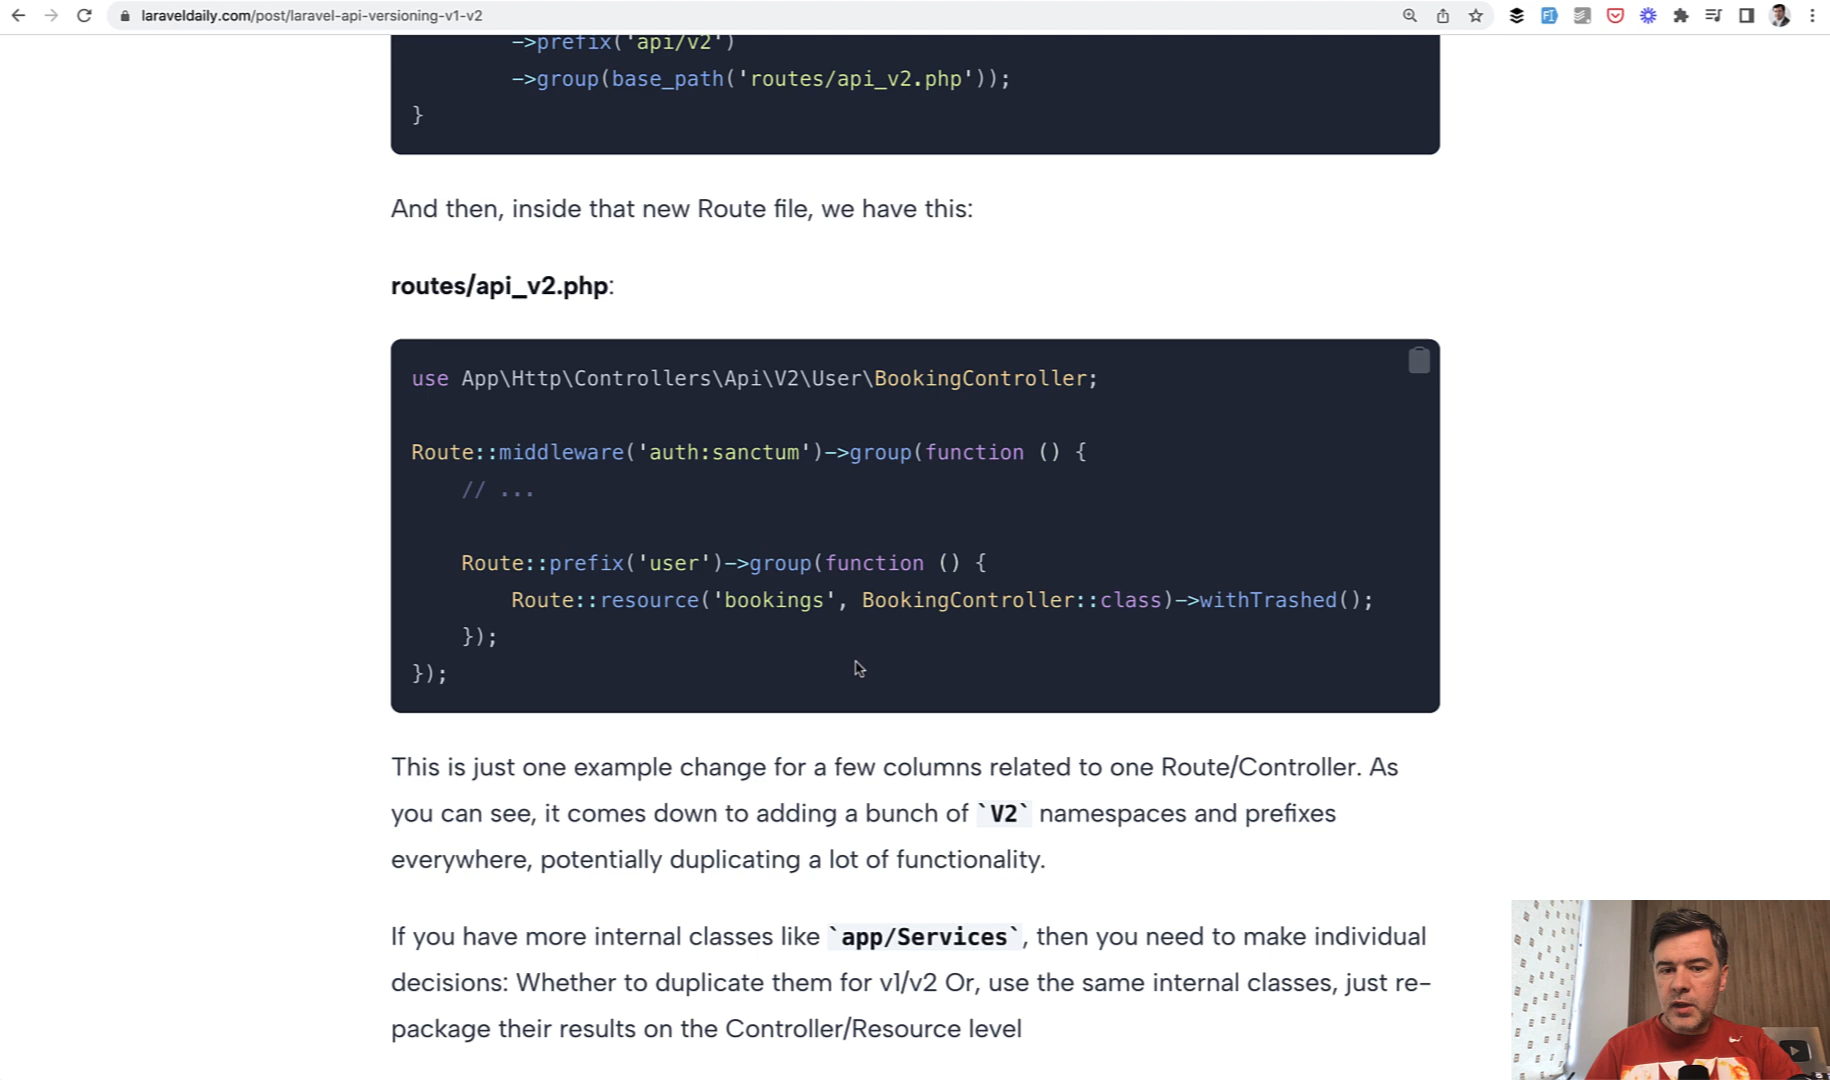 laraveldaily.com/post/laravel-api-versioning-v1-v2
->prefix('api/v2')
->group(base_path('routes/api_v2.php'));
}
And then, inside that new Route file, we have this:
routes/api_v2.php:
use App\Http\Controllers\Api\V2\User\BookingController;
Route::middleware('auth:sanctum')->group(function () {
// ...
Route::prefix('user')->group(function () {
Route::resource('bookings', BookingController::class)->withTrashed();
});
});
This is just one example change for a few columns related to one Route/Controller. As
you can see, it comes down to adding a bunch of `V2` namespaces and prefixes
everywhere, potentially duplicating a lot of functionality.
If you have more internal classes like `app/Services`, then you need to make individual
decisions: Whether to duplicate them for v1/v2 Or, use the same internal classes, just re-
package their results on the Controller/Resource level